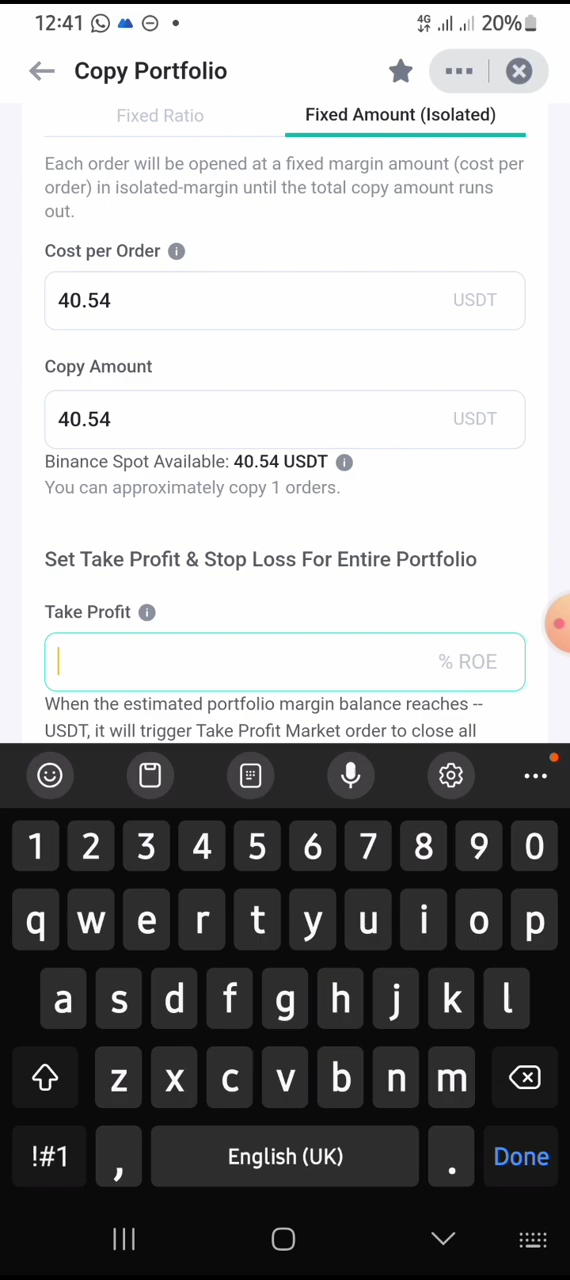 12:41
4G
20%
Copy Portfolio
Fixed Ratio
Fixed Amount (Isolated)
Each order will be opened at a fixed margin amount (cost per
order) in isolated-margin until the total copy amount runs
out.
Cost per Order
40.54 USDT
Copy Amount
40.54 USDT
Binance Spot Available: 40.54 USDT
You can approximately copy 1 orders.
Set Take Profit & Stop Loss For Entire Portfolio
Take Profit
% ROE
When the estimated portfolio margin balance reaches --
USDT, it will trigger Take Profit Market order to close all
1 2 3 4 5 6 7 8 9 0
q w e r t y u i o p
a s d f g h j k l
z x c v b n m
!#1 , English (UK) . Done